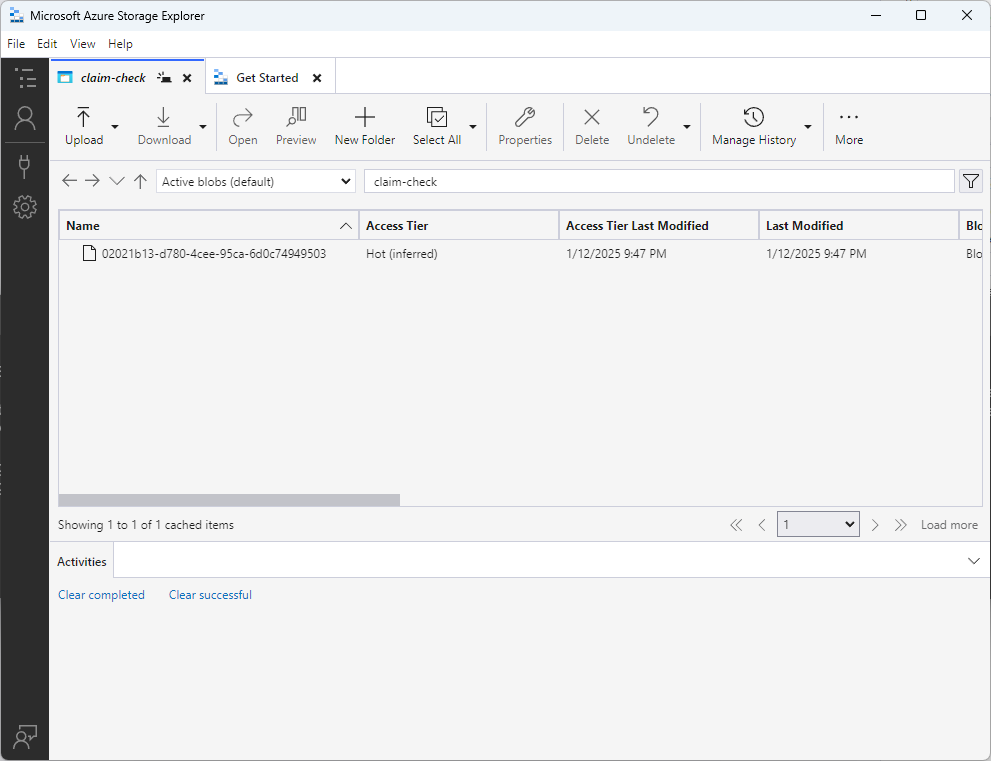 Microsoft Azure Storage Explorer
File Edit View Help
claim-check Get Started
Upload Download Open Preview New Folder Select All Properties Delete Undelete Manage History More
Active blobs (default) claim-check
Name Access Tier Access Tier Last Modified Last Modified Blo
02021b13-d780-4cee-95ca-6d0c74949503 Hot (inferred) 1/12/2025 9:47 PM 1/12/2025 9:47 PM Blo
Showing 1 to 1 of 1 cached items 1 Load more
Activities
Clear completed Clear successful